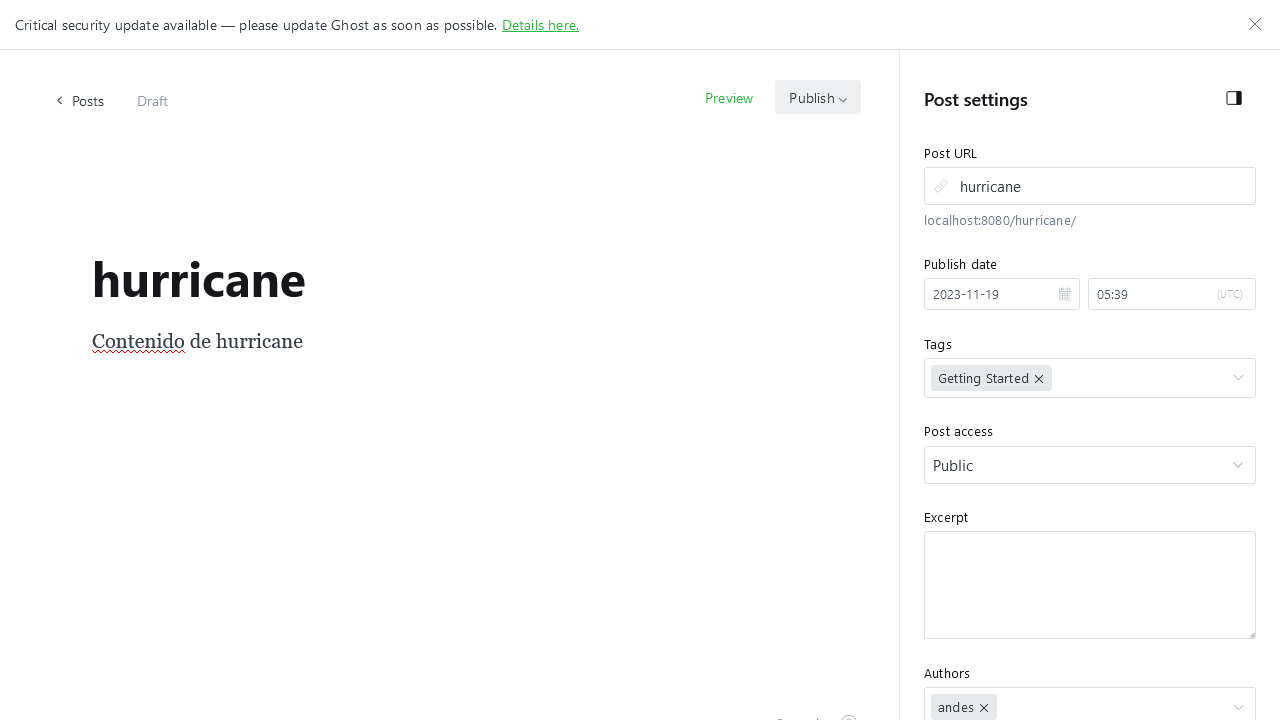 Critical security update available — please update Ghost as soon as possible. Details here.
Posts
Draft
Preview
Publish
hurricane
Contenido de hurricane
Post settings
Post URL
hurricane
localhost:8080/hurricane/
Publish date
2023-11-19
05:39
(UTC)
Tags
Getting Started
Post access
Public
Excerpt
Authors
andes